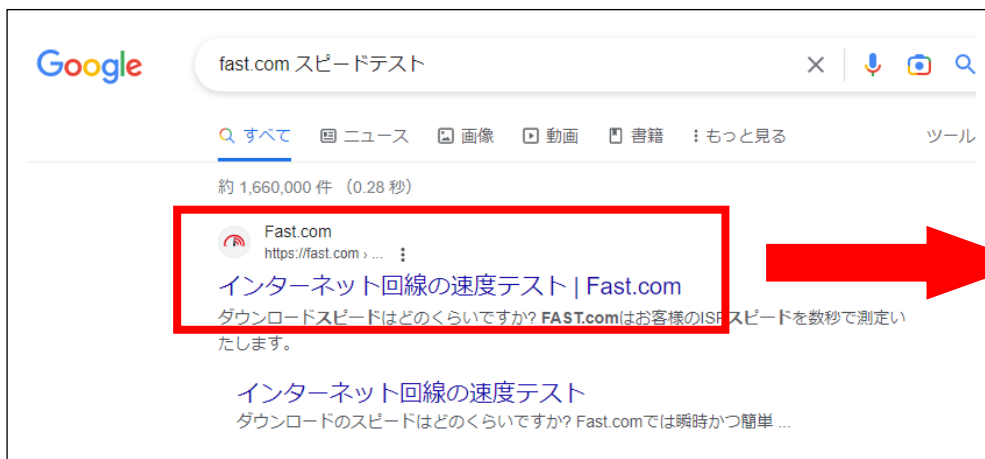 Google
fast.com スピードテスト
すべて ニュース 画像 動画 書籍 もっと見る ツール
約 1,660,000 件 (0.28 秒)
Fast.com
https://fast.com › ...
インターネット回線の速度テスト | Fast.com
ダウンロードスピードはどのくらいですか? FAST.comはお客様のISPスピードを数秒で測定い
たします。
インターネット回線の速度テスト
ダウンロードのスピードはどのくらいですか? Fast.comでは瞬時かつ簡単 ...